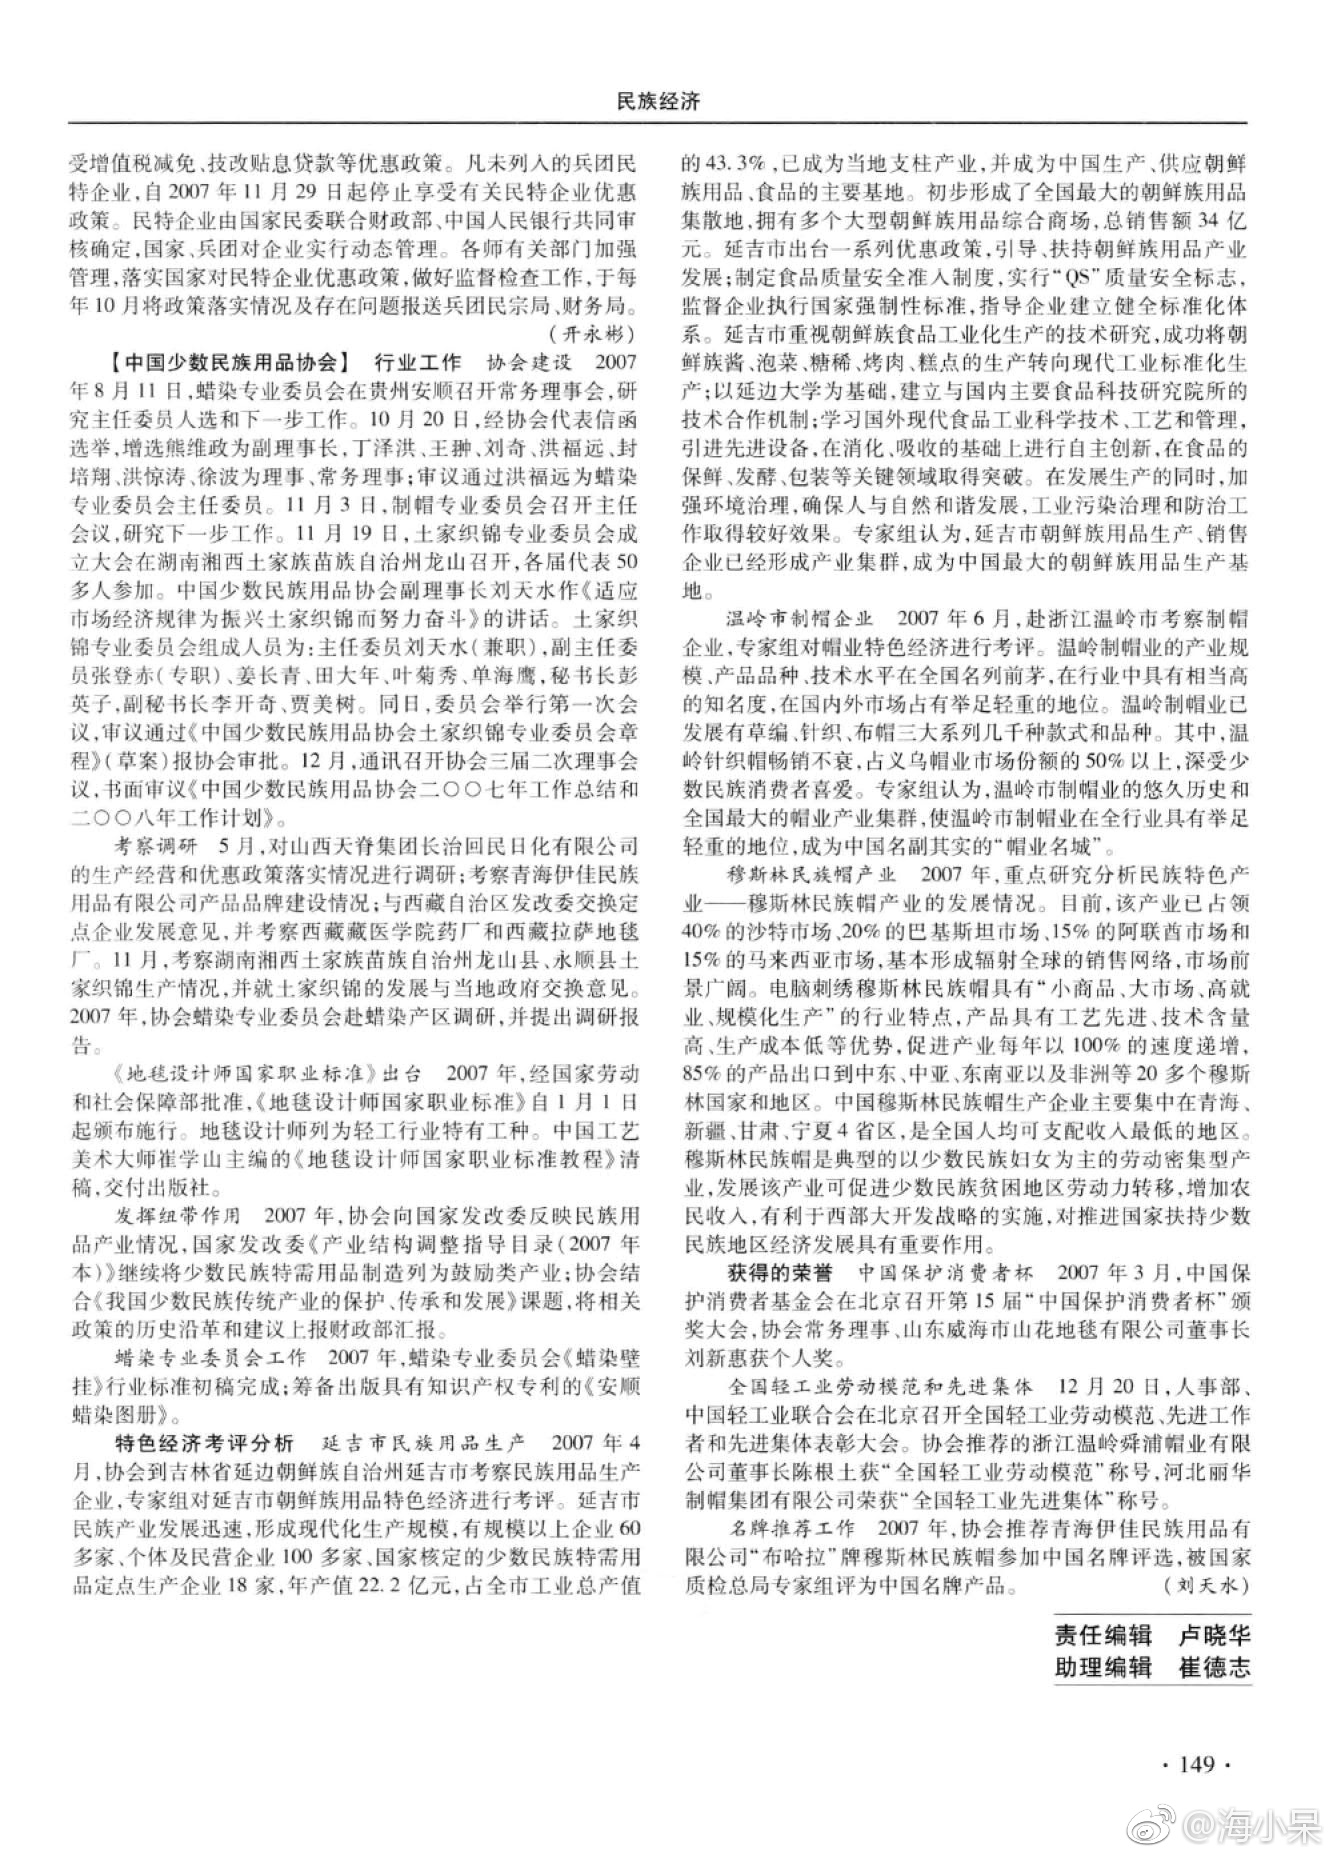 民族经济
受增值税减免、技改贴息贷款等优惠政策。凡未列入的兵团民
特企业,自2007年11月29日起停止享受有关民特企业优惠
政策。民特企业由国家民委联合财政部、中国人民银行共同审
核确定,国家、兵团对企业实行动态管理。各师有关部门加强
管理,落实国家对民特企业优惠政策,做好监督检查工作,于每
年10月将政策落实情况及存在问题报送兵团民宗局、财务局。
(开永彬)
【中国少数民族用品协会】 行业工作 协会建设 2007
年8月11日,蜡染专业委员会在贵州安顺召开常务理事会,研
究主任委员人选和下一步工作。10月20日,经协会代表信函
选举,增选熊维政为副理事长,丁泽洪、王翀、刘奇、洪福远、封
培翔、洪惊涛、徐波为理事、常务理事;审议通过洪福远为蜡染
专业委员会主任委员。11月3日,制帽专业委员会召开主任
会议,研究下一步工作。11月19日,土家织锦专业委员会成
立大会在湖南湘西土家族苗族自治州龙山召开,各届代表50
多人参加。中国少数民族用品协会副理事长刘天水作《适应
市场经济规律为振兴土家织锦而努力奋斗》的讲话。土家织
锦专业委员会组成人员为:主任委员刘天水(兼职),副主任委
员张登赤(专职)、姜长青、田大年、叶菊秀、单海鹰,秘书长彭
英子,副秘书长李开奇、贾美树。同日,委员会举行第一次会
议,审议通过《中国少数民族用品协会土家织锦专业委员会章
程》(草案)报协会审批。12月,通讯召开协会三届二次理事会
议,书面审议《中国少数民族用品协会二〇〇七年工作总结和
二〇〇八年工作计划》。
考察调研 5月,对山西天脊集团长治回民日化有限公司
的生产经营和优惠政策落实情况进行调研;考察青海伊佳民族
用品有限公司产品品牌建设情况;与西藏自治区发改委交换定
点企业发展意见,并考察西藏藏医学院药厂和西藏拉萨地毯
厂。11月,考察湖南湘西土家族苗族自治州龙山县、永顺县土
家织锦生产情况,并就土家织锦的发展与当地政府交换意见。
2007年,协会蜡染专业委员会赴蜡染产区调研,并提出调研报
告。
《地毯设计师国家职业标准》出台 2007年,经国家劳动
和社会保障部批准,《地毯设计师国家职业标准》自1月1日
起颁布施行。地毯设计师列为轻工行业特有工种。中国工艺
美术大师崔学山主编的《地毯设计师国家职业标准教程》清
稿,交付出版社。
发挥纽带作用 2007年,协会向国家发改委反映民族用
品产业情况,国家发改委《产业结构调整指导目录(2007年
本)》继续将少数民族特需用品制造列为鼓励类产业;协会结
合《我国少数民族传统产业的保护、传承和发展》课题,将相关
政策的历史沿革和建议上报财政部汇报。
蜡染专业委员会工作 2007年,蜡染专业委员会《蜡染壁
挂》行业标准初稿完成;筹备出版具有知识产权专利的《安顺
蜡染图册》。
特色经济考评分析 延吉市民族用品生产 2007年4
月,协会到吉林省延边朝鲜族自治州延吉市考察民族用品生产
企业,专家组对延吉市朝鲜族用品特色经济进行考评。延吉市
民族产业发展迅速,形成现代化生产规模,有规模以上企业60
多家、个体及民营企业100多家、国家核定的少数民族特需用
品定点生产企业18家,年产值22.2亿元,占全市工业总产值
的43.3%,已成为当地支柱产业,并成为中国生产、供应朝鲜
族用品、食品的主要基地。初步形成了全国最大的朝鲜族用品
集散地,拥有多个大型朝鲜族用品综合商场,总销售额34亿
元。延吉市出台一系列优惠政策,引导、扶持朝鲜族用品产业
发展;制定食品质量安全准入制度,实行“QS”质量安全标志,
监督企业执行国家强制性标准,指导企业建立健全标准化体
系。延吉市重视朝鲜族食品工业化生产的技术研究,成功将朝
鲜族酱、泡菜、糖稀、烤肉、糕点的生产转向现代工业标准化生
产;以延边大学为基础,建立与国内主要食品科技研究院所的
技术合作机制;学习国外现代食品工业科学技术、工艺和管理,
引进先进设备,在消化、吸收的基础上进行自主创新,在食品的
保鲜、发酵、包装等关键领域取得突破。在发展生产的同时,加
强环境治理,确保人与自然和谐发展,工业污染治理和防治工
作取得较好效果。专家组认为,延吉市朝鲜族用品生产、销售
企业已经形成产业集群,成为中国最大的朝鲜族用品生产基
地。
温岭市制帽企业 2007年6月,赴浙江温岭市考察制帽
企业,专家组对帽业特色经济进行考评。温岭制帽业的产业规
模、产品品种、技术水平在全国名列前茅,在行业中具有相当高
的知名度,在国内外市场占有举足轻重的地位。温岭制帽业已
发展有草编、针织、布帽三大系列几千种款式和品种。其中,温
岭针织帽畅销不衰,占义乌帽业市场份额的50%以上,深受少
数民族消费者喜爱。专家组认为,温岭市制帽业的悠久历史和
全国最大的帽业产业集群,使温岭市制帽业在全行业具有举足
轻重的地位,成为中国名副其实的“帽业名城”。
穆斯林民族帽产业 2007年,重点研究分析民族特色产
业——穆斯林民族帽产业的发展情况。目前,该产业已占领
40%的沙特市场、20%的巴基斯坦市场、15%的阿联酋市场和
15%的马来西亚市场,基本形成辐射全球的销售网络,市场前
景广阔。电脑刺绣穆斯林民族帽具有“小商品、大市场、高就
业、规模化生产”的行业特点,产品具有工艺先进、技术含量
高、生产成本低等优势,促进产业每年以100%的速度递增,
85%的产品出口到中东、中亚、东南亚以及非洲等20多个穆斯
林国家和地区。中国穆斯林民族帽生产企业主要集中在青海、
新疆、甘肃、宁夏4省区,是全国人均可支配收入最低的地区。
穆斯林民族帽是典型的以少数民族妇女为主的劳动密集型产
业,发展该产业可促进少数民族贫困地区劳动力转移,增加农
民收入,有利于西部大开发战略的实施,对推进国家扶持少数
民族地区经济发展具有重要作用。
获得的荣誉 中国保护消费者杯 2007年3月,中国保
护消费者基金会在北京召开第15届“中国保护消费者杯”颁
奖大会,协会常务理事、山东威海市山花地毯有限公司董事长
刘新惠获个人奖。
全国轻工业劳动模范和先进集体 12月20日,人事部、
中国轻工业联合会在北京召开全国轻工业劳动模范、先进工作
者和先进集体表彰大会。协会推荐的浙江温岭舜浦帽业有限
公司董事长陈根土获“全国轻工业劳动模范”称号,河北丽华
制帽集团有限公司荣获“全国轻工业先进集体”称号。
名牌推荐工作 2007年,协会推荐青海伊佳民族用品有
限公司“布哈拉”牌穆斯林民族帽参加中国名牌评选,被国家
质检总局专家组评为中国名牌产品。 (刘天水)
责任编辑 卢晓华
助理编辑 崔德志
·149·
@海小呆